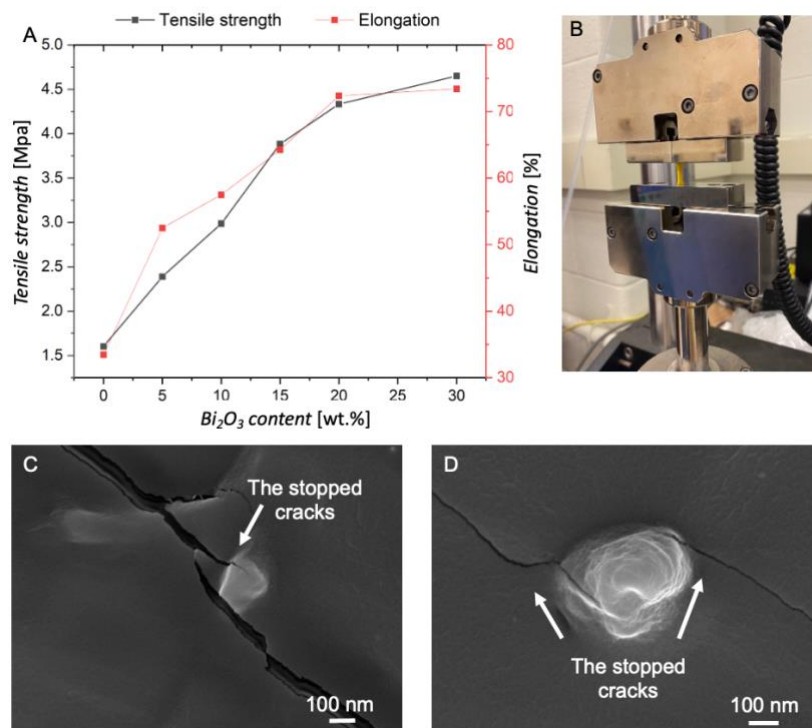 A
Tensile strength
Elongation
5.0
4.5
4.0
3.5
3.0
2.5
2.0
1.5
Tensile strength [Mpa]
80
70
60
50
40
30
Elongation [%]
0 5 10 15 20 25 30
Bi₂O₃ content [wt.%]
B
C
The stopped
cracks
100 nm
D
The stopped
cracks
100 nm